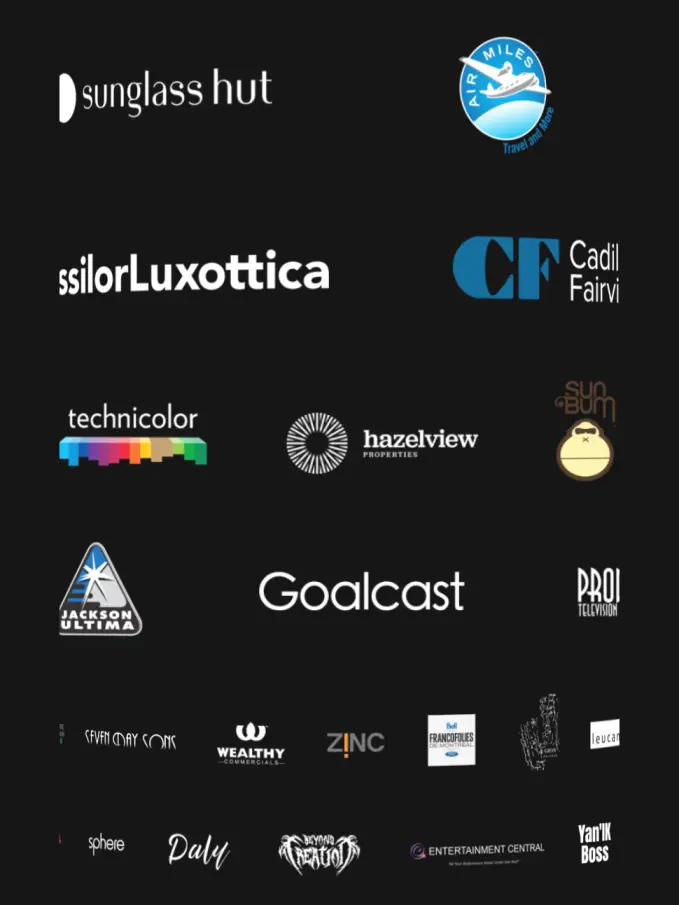 sunglass hut
AIR MILES
Travel and More
ssilorLuxottica
CF Cadil
Fairvi
technicolor
hazelview
PROPERTIES
SUN
BUM
JACKSON
ULTIMA
Goalcast
TELEVISION
SEVEN DAY SONS
WEALTHY
COMMERCIALS
Z!NC
Bell
FRANCOFOLIES
DE MONTRÉAL
Ford
leucan
sphere
Daly
BEYOND
CREATION
ENTERTAINMENT CENTRAL
Yan'IK
Boss